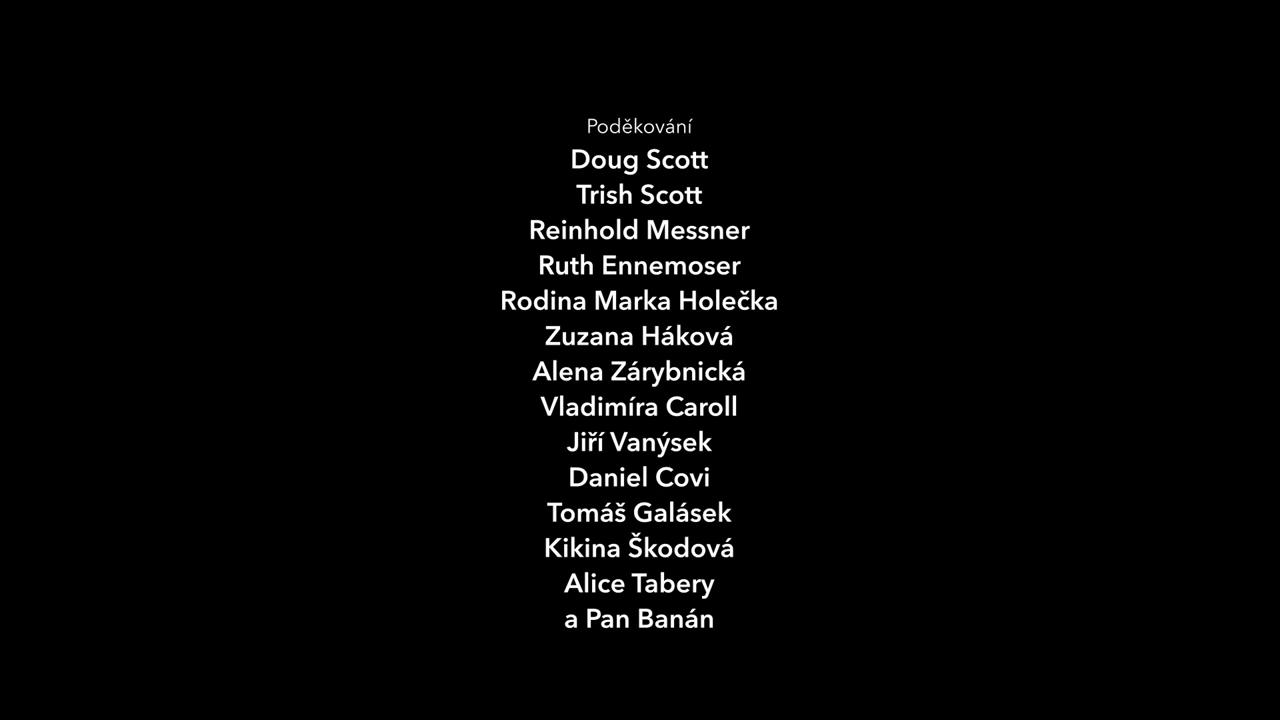 Poděkování
Doug Scott
Trish Scott
Reinhold Messner
Ruth Ennemoser
Rodina Marka Holečka
Zuzana Háková
Alena Zárybnická
Vladimíra Caroll
Jiří Vanýsek
Daniel Covi
Tomáš Galásek
Kikina Škodová
Alice Tabery
a Pan Banán